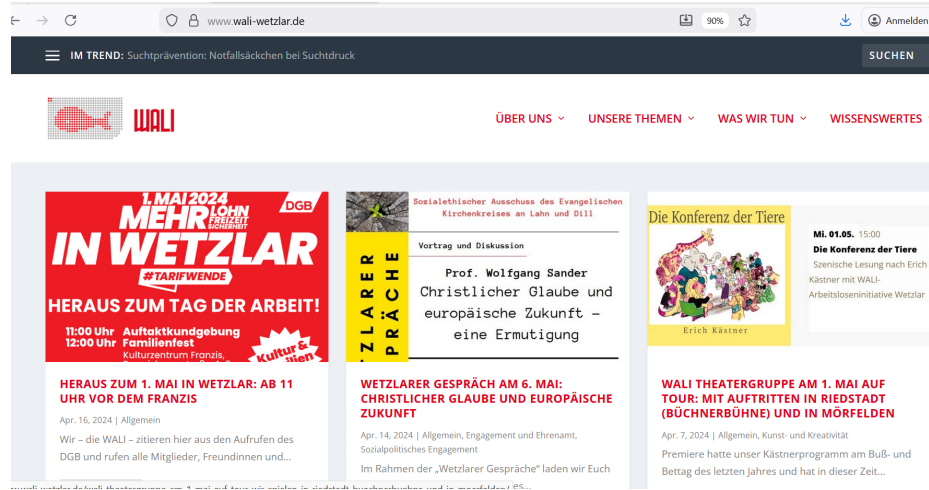 www.wali-wetzlar.de
90%
Anmelden
IM TREND: Suchtprävention: Notfallsäckchen bei Suchtdruck
SUCHEN
WALI
ÜBER UNS
UNSERE THEMEN
WAS WIR TUN
WISSENSWERTES
1. MAI 2024
MEHR LOHN FREIZEIT SICHERHEIT
DGB
IN WETZLAR
#TARIFWENDE
HERAUS ZUM TAG DER ARBEIT!
11:00 Uhr Auftaktkundgebung
12:00 Uhr Familienfest
Kulturzentrum Franzis,
Kultur &
HERAUS ZUM 1. MAI IN WETZLAR: AB 11
UHR VOR DEM FRANZIS
Apr. 16, 2024 | Allgemein
Wir – die WALI – zitieren hier aus den Aufrufen des
DGB und rufen alle Mitglieder, Freundinnen und...
Sozialethischer Ausschuss des Evangelischen
Kirchenkreises an Lahn und Dill
Vortrag und Diskussion
Prof. Wolfgang Sander
Christlicher Glaube und
europäische Zukunft –
eine Ermutigung
WETZLARER GESPRÄCH AM 6. MAI:
CHRISTLICHER GLAUBE UND EUROPÄISCHE
ZUKUNFT
Apr. 14, 2024 | Allgemein, Engagement und Ehrenamt,
Sozialpolitisches Engagement
Im Rahmen der „Wetzlarer Gespräche“ laden wir Euch
Die Konferenz der Tiere
Erich Kästner
Mi. 01.05. 15:00
Die Konferenz der Tiere
Szenische Lesung nach Erich
Kästner mit WALI-
Arbeitsloseninitiative Wetzlar
WALI THEATERGRUPPE AM 1. MAI AUF
TOUR: MIT AUFTRITTEN IN RIEDSTADT
(BÜCHNERBÜHNE) UND IN MÖRFELDEN
Apr. 7, 2024 | Allgemein, Kunst- und Kreativität
Premiere hatte unser Kästnerprogramm am Buß- und
Bettag des letzten Jahres und hat in dieser Zeit...